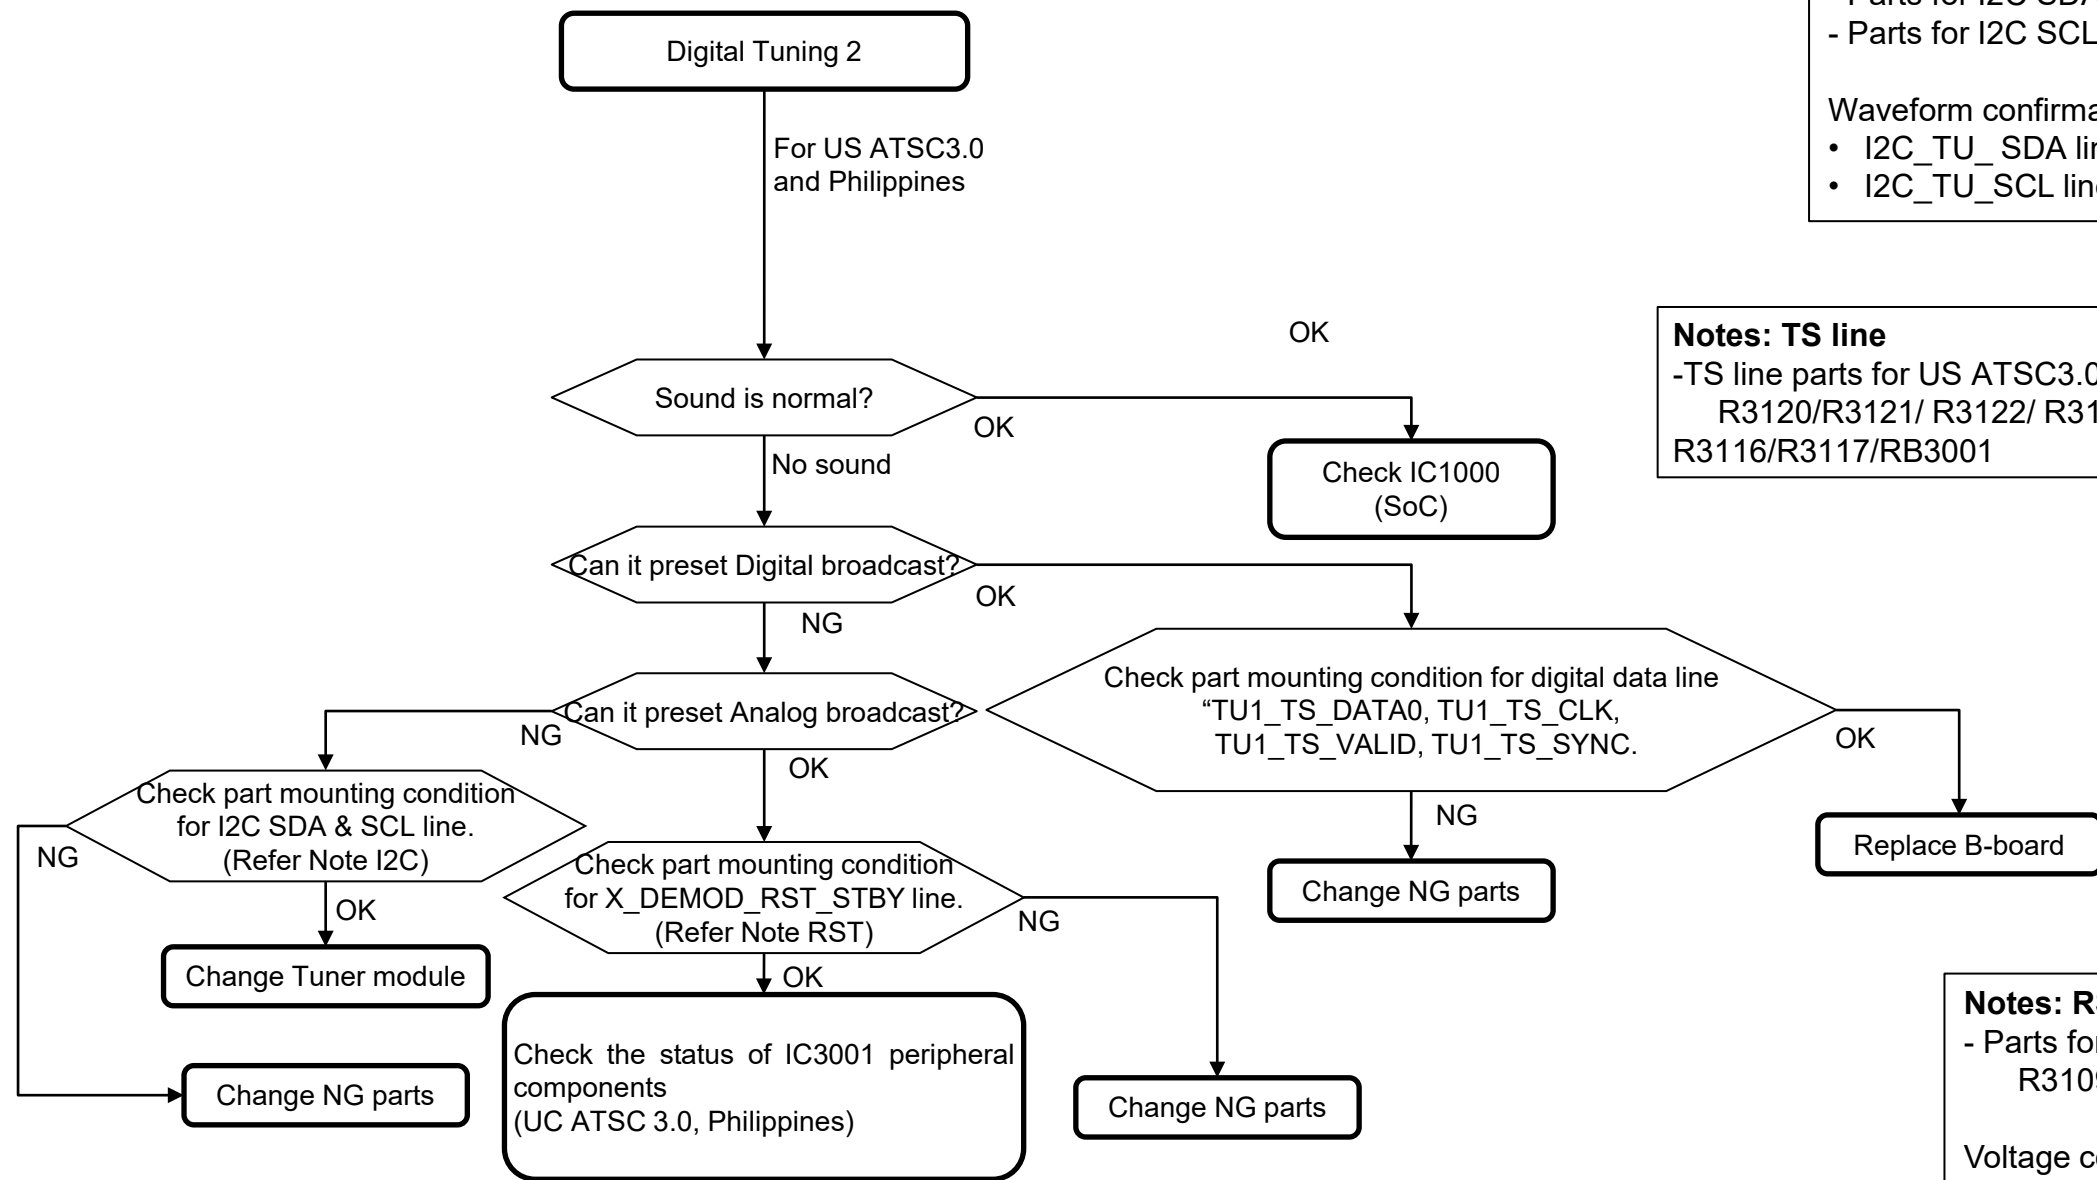 Digital Tuning 2
For US ATSC3.0
and Philippines
- Parts for I2C SCL
Waveform
• I2C_TU_ SDA
• I2C_TU_SCL
OK
Notes: TS line
-TS line parts for US ATSC3.0
R3120/R3121/ R3122/
R3116/R3117/RB3001
Sound is normal?
OK
No sound
Check IC1000
(SoC)
Can it preset Digital broadcast?
OK
NG
Check part mounting condition for digital data line
“TU1_TS_DATA0, TU1_TS_CLK,
TU1_TS_VALID, TU1_TS_SYNC.
OK
NG
Change NG parts
Replace B-board
Can it preset Analog broadcast?
NG
OK
Check part mounting condition
for I2C SDA & SCL line.
(Refer Note I2C)
NG
OK
Change Tuner module
Change NG parts
Check part mounting condition
for X_DEMOD_RST_STBY line.
(Refer Note RST)
NG
OK
Check the status of IC3001 peripheral
components
(UC ATSC 3.0, Philippines)
Change NG parts
Notes:
- Parts
Voltage